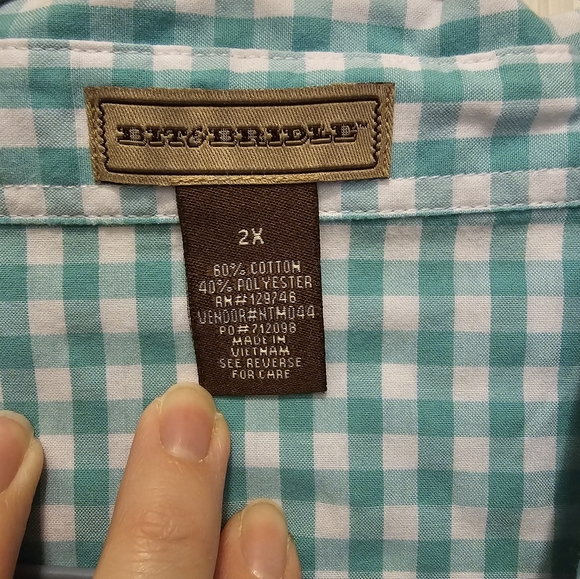 BIT & BRIDLE™
2X
60% COTTON
40% POLYESTER
RN#129746
VENDOR#NTM044
PO#712098
MADE IN
VIETNAM
SEE REVERSE
FOR CARE